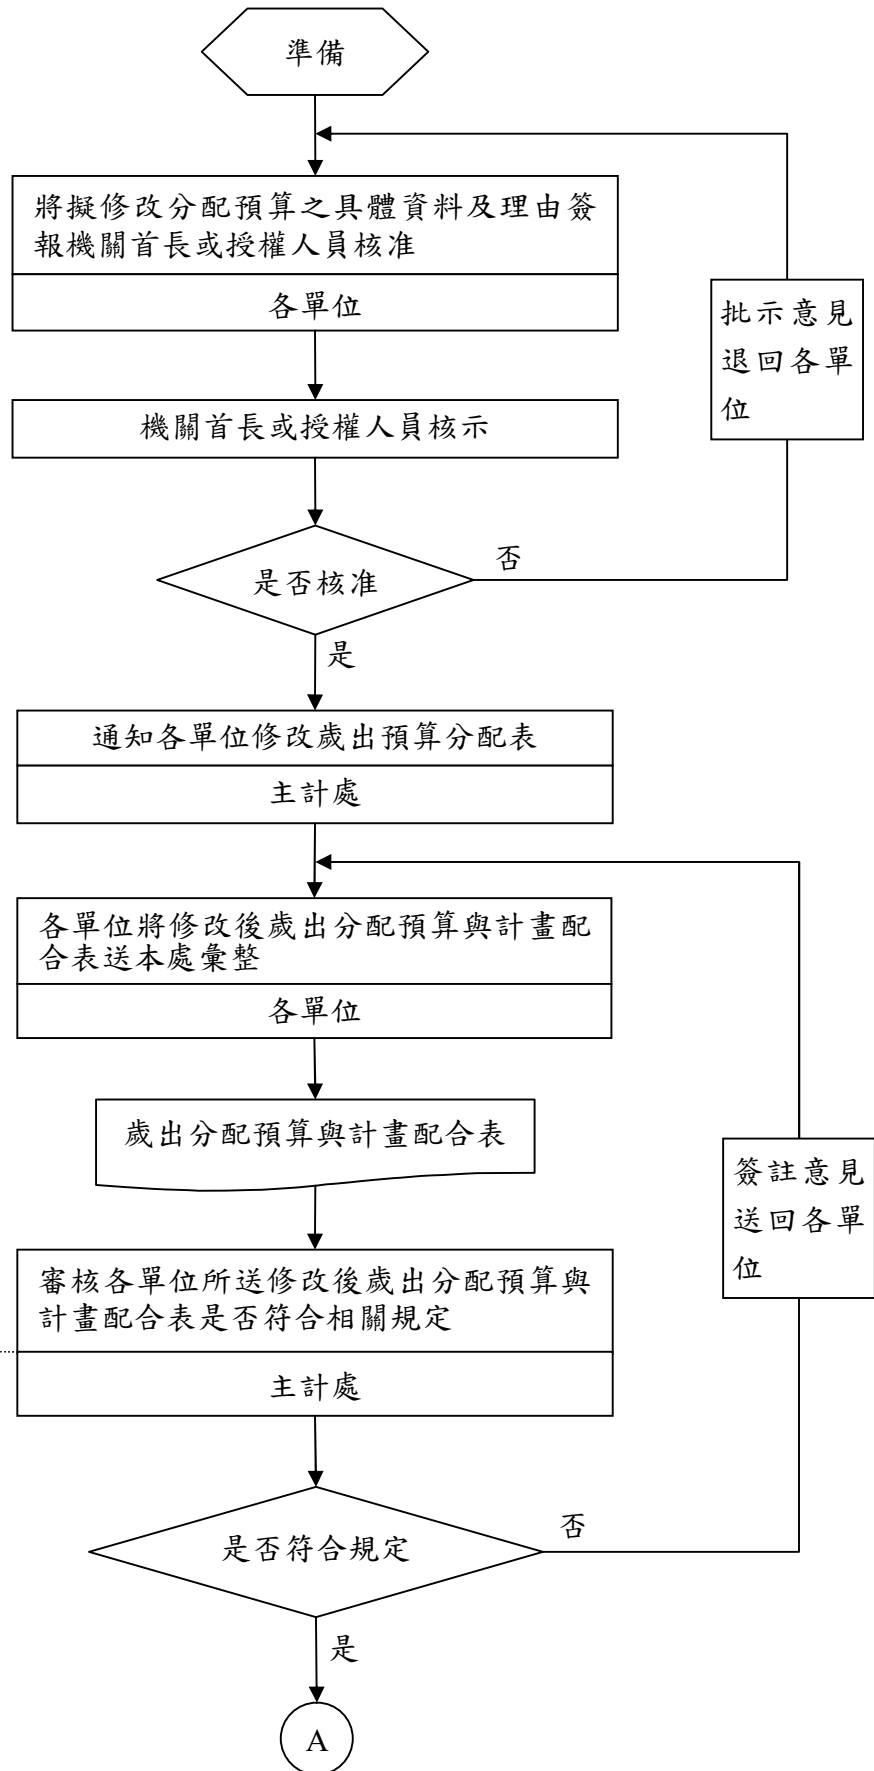 準備
將擬修改分配預算之具體資料及理由簽
報機關首長或授權人員核准
各單位
批示意見
退回各單
位
機關首長或授權人員核示
是否核准
否
是
通知各單位修改歲出預算分配表
主計處
各單位將修改後歲出分配預算與計畫配
合表送本處彙整
各單位
歲出分配預算與計畫配合表
簽註意見
送回各單
位
審核各單位所送修改後歲出分配預算與
計畫配合表是否符合相關規定
主計處
是否符合規定
否
是
A